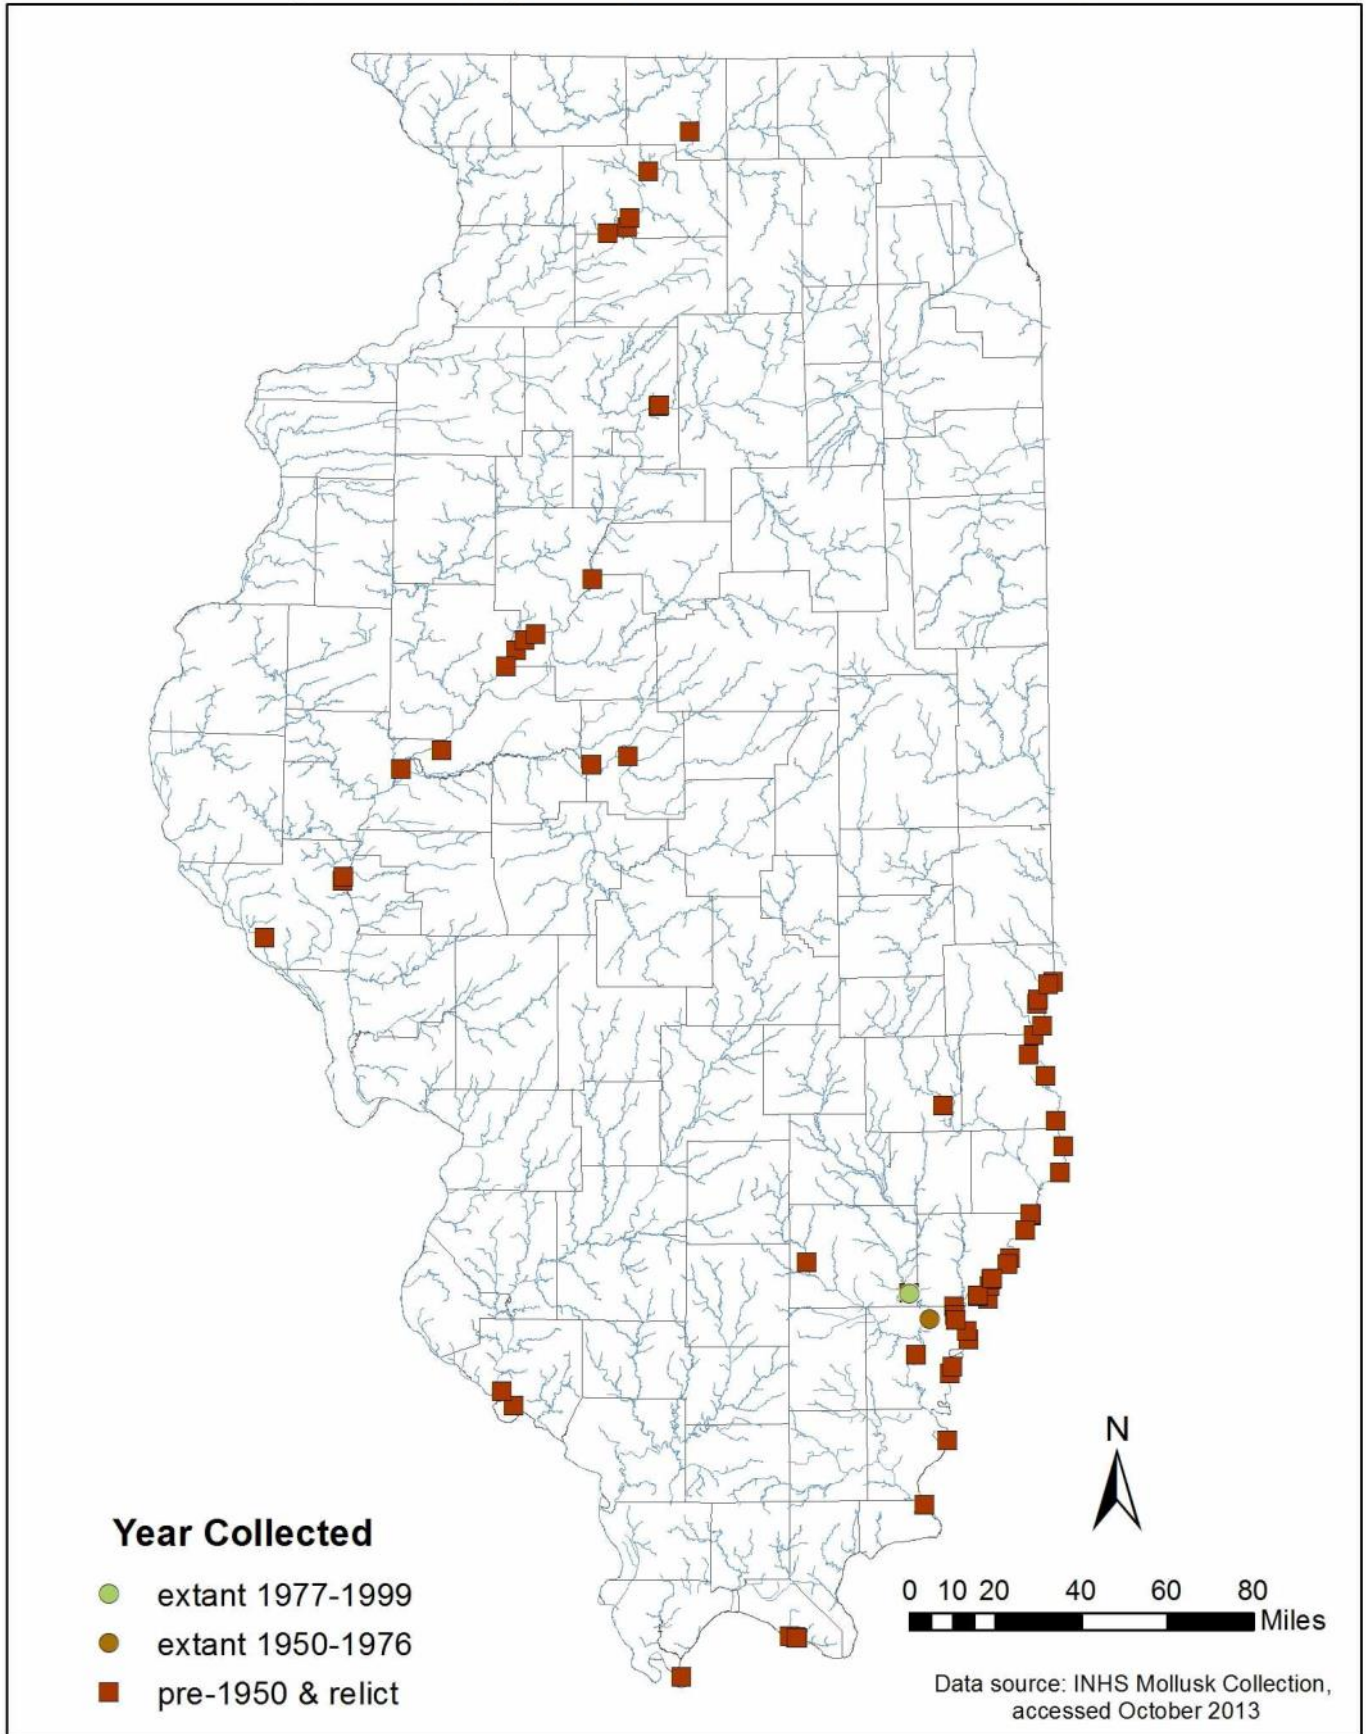 N
Year Collected
extant 1977-1999
extant 1950-1976
pre-1950 & relict
0 10 20 40 60 80
Miles
Data source: INHS Mollusk Collection,
accessed October 2013